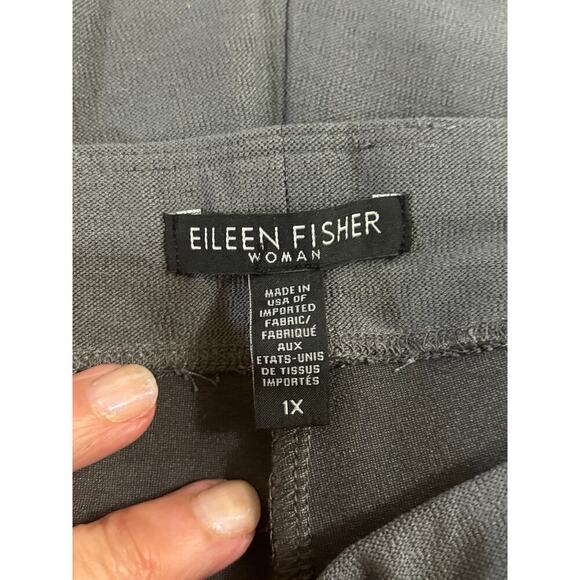 EILEEN FISHER
WOMAN
MADE IN
USA OF
IMPORTED
FABRIC/
FABRIQUÉ
AUX
ETATS-UNIS
DE TISSUS
IMPORTÉS
1X